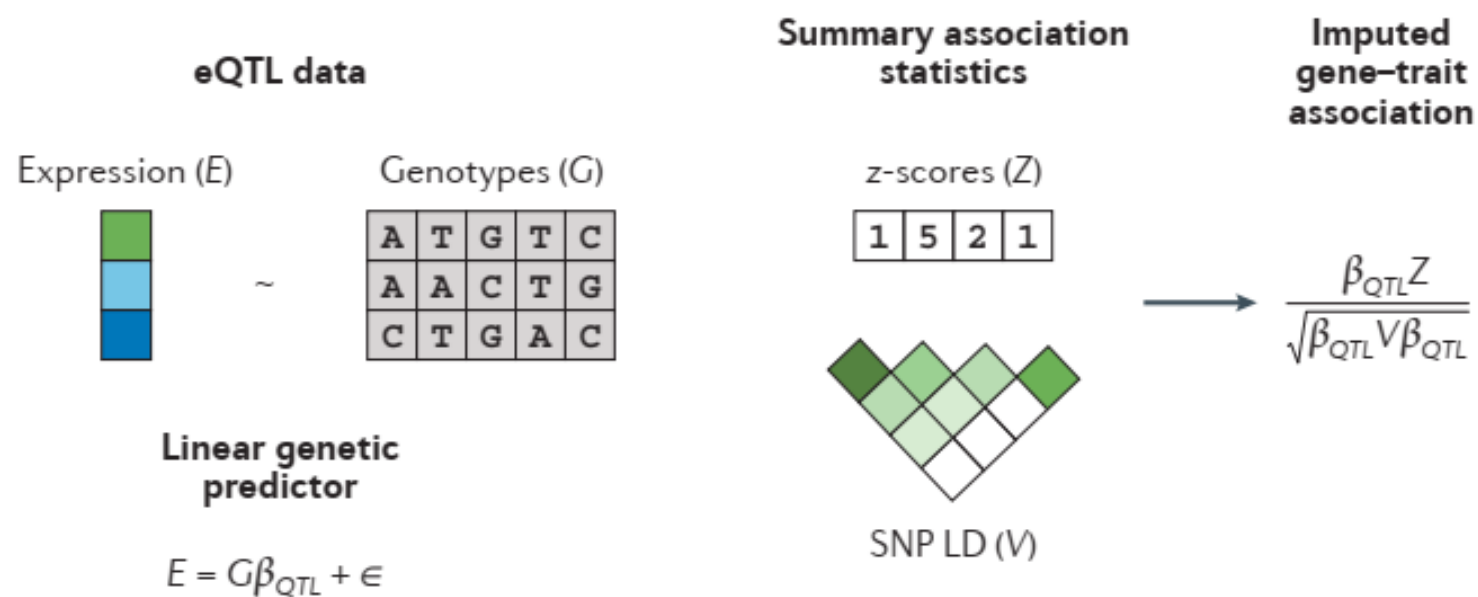 eQTL data
Expression (E)
~
Genotypes (G)
A T G T C
A A C T G
C T G A C
Linear genetic
predictor
E = Gβ_QTL + ∈
Summary association
statistics
z-scores (Z)
1 5 2 1
SNP LD (V)
Imputed
gene–trait
association
β_QTL Z
√β_QTL Vβ_QTL